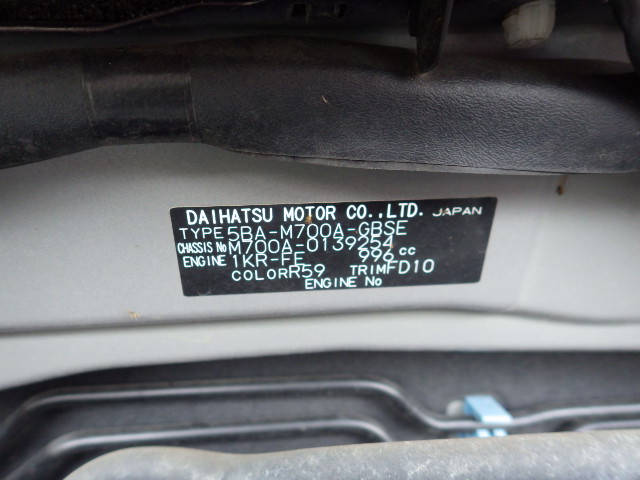 DAIHATSU MOTOR CO.,LTD. JAPAN
TYPE 5BA-M700A-GBSE
CHASSIS No M700A-0139254
ENGINE 1KR-FE 996 cc
COLOR R59 TRIM FD10
ENGINE No